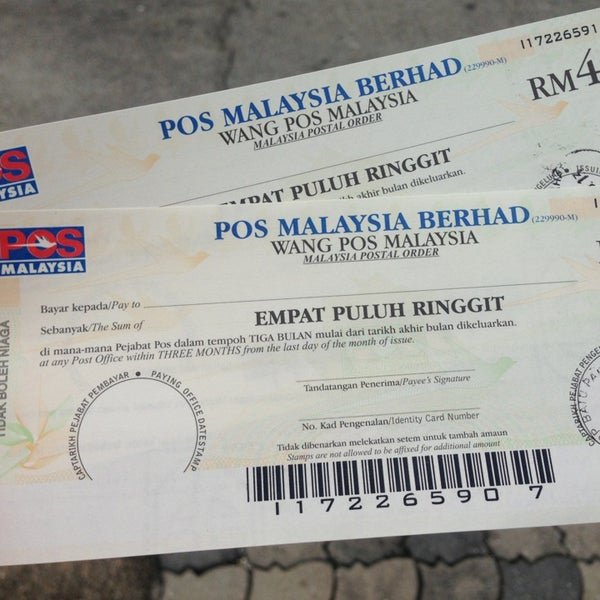 117226591
POS MALAYSIA BERHAD (229990-M)
RM4
WANG POS MALAYSIA
MALAYSIA POSTAL ORDER
EMPAT PULUH RINGGIT
akhir bulan dikeluarkan.
POS MALAYSIA BERHAD (229990-M)
POS
MALAYSIA
WANG POS MALAYSIA
MALAYSIA POSTAL ORDER
Bayar kepada/Pay to
Sebanyak/The Sum of EMPAT PULUH RINGGIT
di mana-mana Pejabat Pos dalam tempoh TIGA BULAN mulai dari tarikh akhir bulan dikeluarkan.
at any Post Office within THREE MONTHS from the last day of the month of issue.
TIDAK BOLEH NIAGA
CAPTARIKH PEJABAT PEMBAYAR • PAYING OFFICE DATESTAMP
Tandatangan Penerima/Payee's Signature
No. Kad Pengenalan/Identity Card Number
Tidak dibenarkan melekatkan setem untuk tambah amaun
Stamps are not allowed to be affixed for additional amount
117226590 7